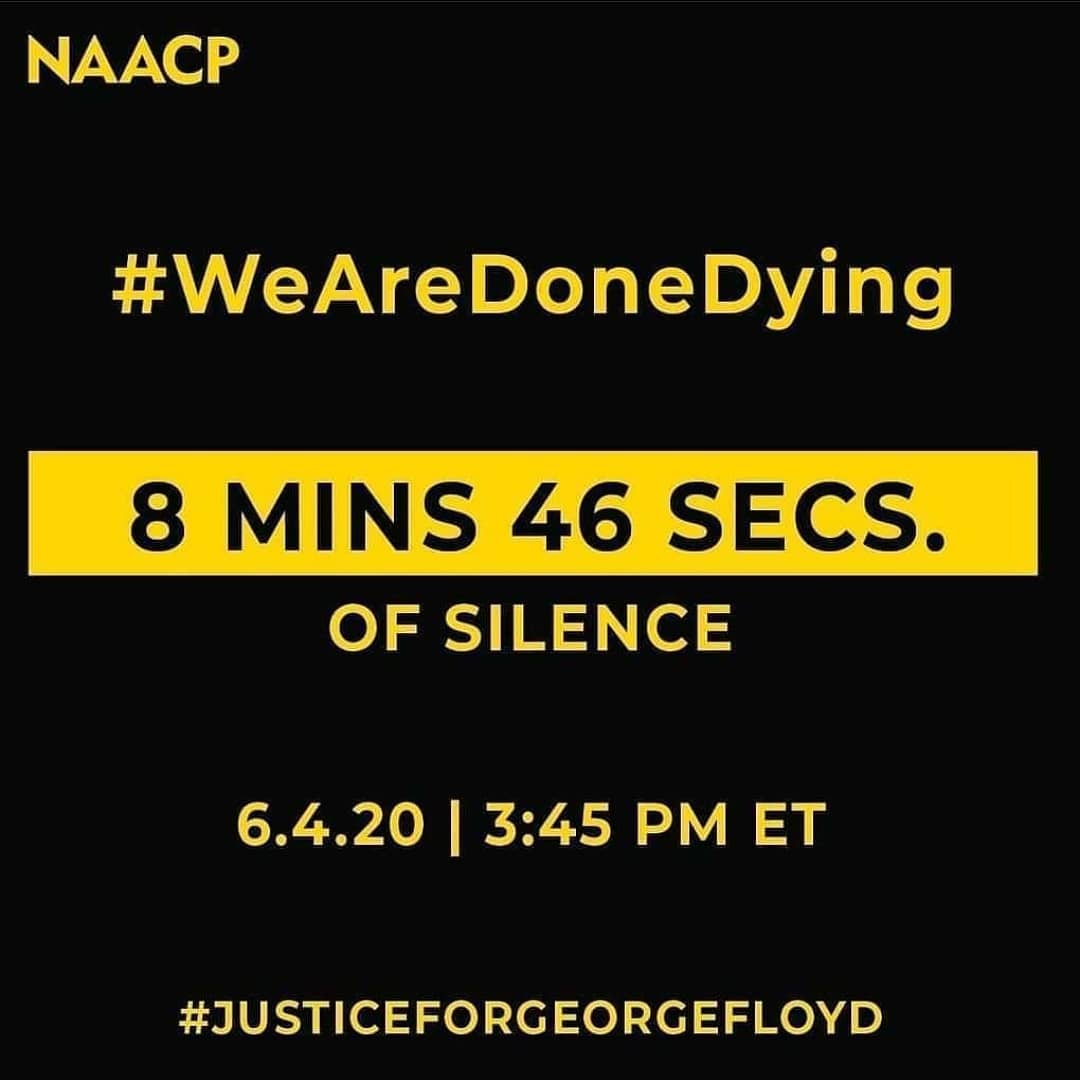 NAACP
#WeAreDoneDying
8 MINS 46 SECS.
OF SILENCE
6.4.20 | 3:45 PM ET
#JUSTICEFORGEORGEFLOYD